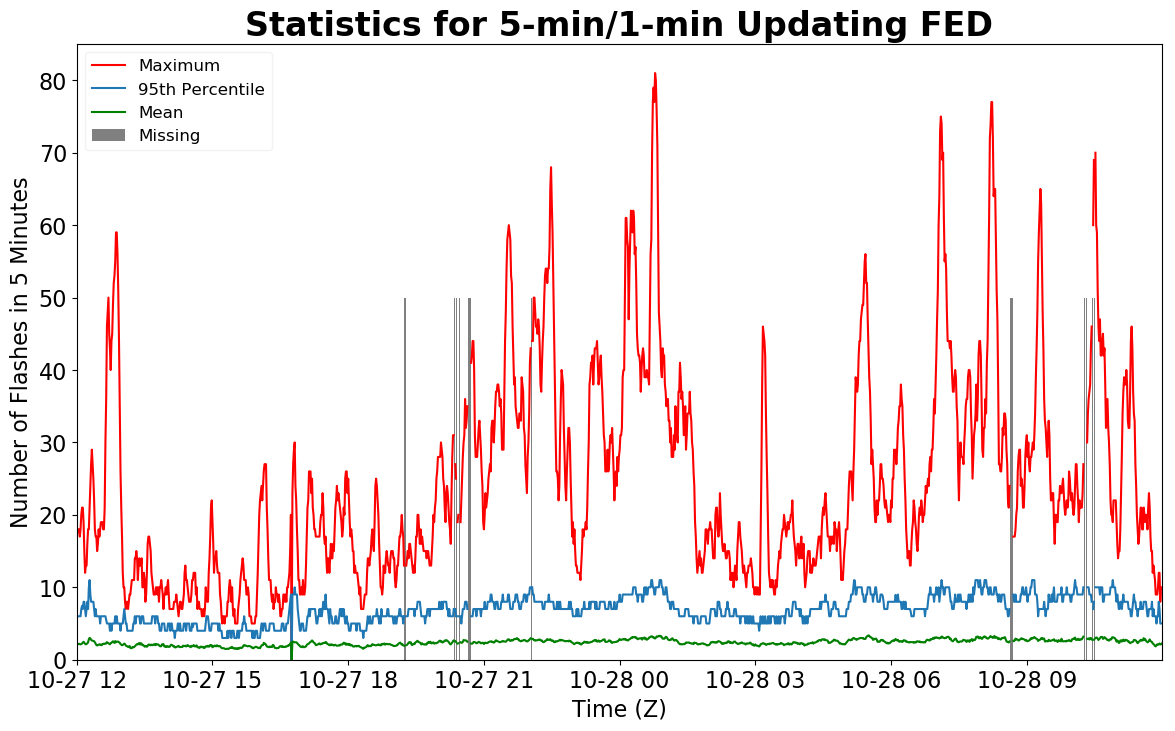 Statistics for 5-min/1-min Updating FED
Maximum
95th Percentile
Mean
Missing
Number of Flashes in 5 Minutes
80
70
60
50
40
30
20
10
0
10-27 12
10-27 15
10-27 18
10-27 21
10-28 00
10-28 03
10-28 06
10-28 09
Time (Z)